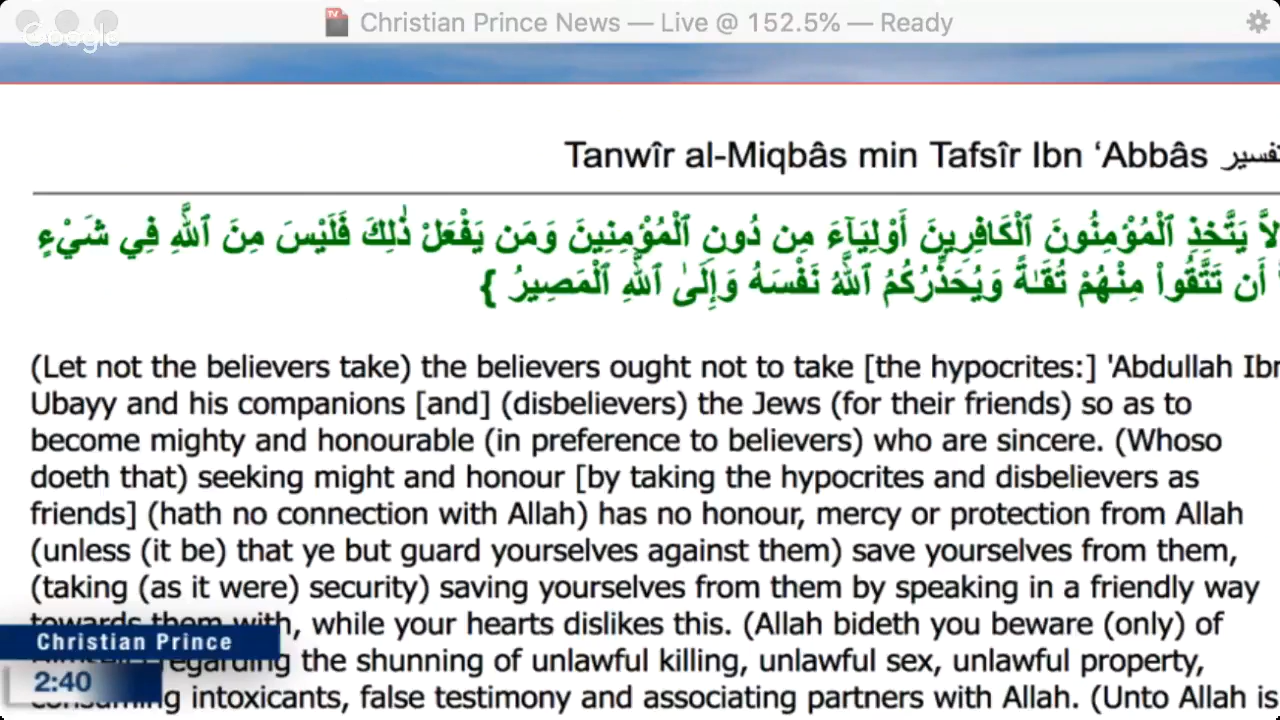 Christian Prince News — Live @ 152.5% — Ready
Google
Tanwîr al-Miqbâs min Tafsîr Ibn ‘Abbâs تفسير
لاَّ يَتَّخِذِ ٱلْمُؤْمِنُونَ ٱلْكَافِرِينَ أَوْلِيَآءَ مِن دُونِ ٱلْمُؤْمِنِينَ وَمَن يَفْعَلْ ذٰلِكَ فَلَيْسَ مِنَ ٱللَّهِ فِي شَيْءٍ
أَن تَتَّقُواْ مِنْهُمْ تُقَـٰةً وَيُحَذِّرُكُمُ ٱللَّهُ نَفْسَهُ وَإِلَىٰ ٱللَّهِ ٱلْمَصِيرُ }
(Let not the believers take) the believers ought not to take [the hypocrites:] 'Abdullah Ibn
Ubayy and his companions [and] (disbelievers) the Jews (for their friends) so as to
become mighty and honourable (in preference to believers) who are sincere. (Whoso
doeth that) seeking might and honour [by taking the hypocrites and disbelievers as
friends] (hath no connection with Allah) has no honour, mercy or protection from Allah
(unless (it be) that ye but guard yourselves against them) save yourselves from them,
(taking (as it were) security) saving yourselves from them by speaking in a friendly way
towards them with, while your hearts dislikes this. (Allah bideth you beware (only) of
regarding the shunning of unlawful killing, unlawful sex, unlawful property,
intoxicants, false testimony and associating partners with Allah. (Unto Allah is
Christian Prince
2:40